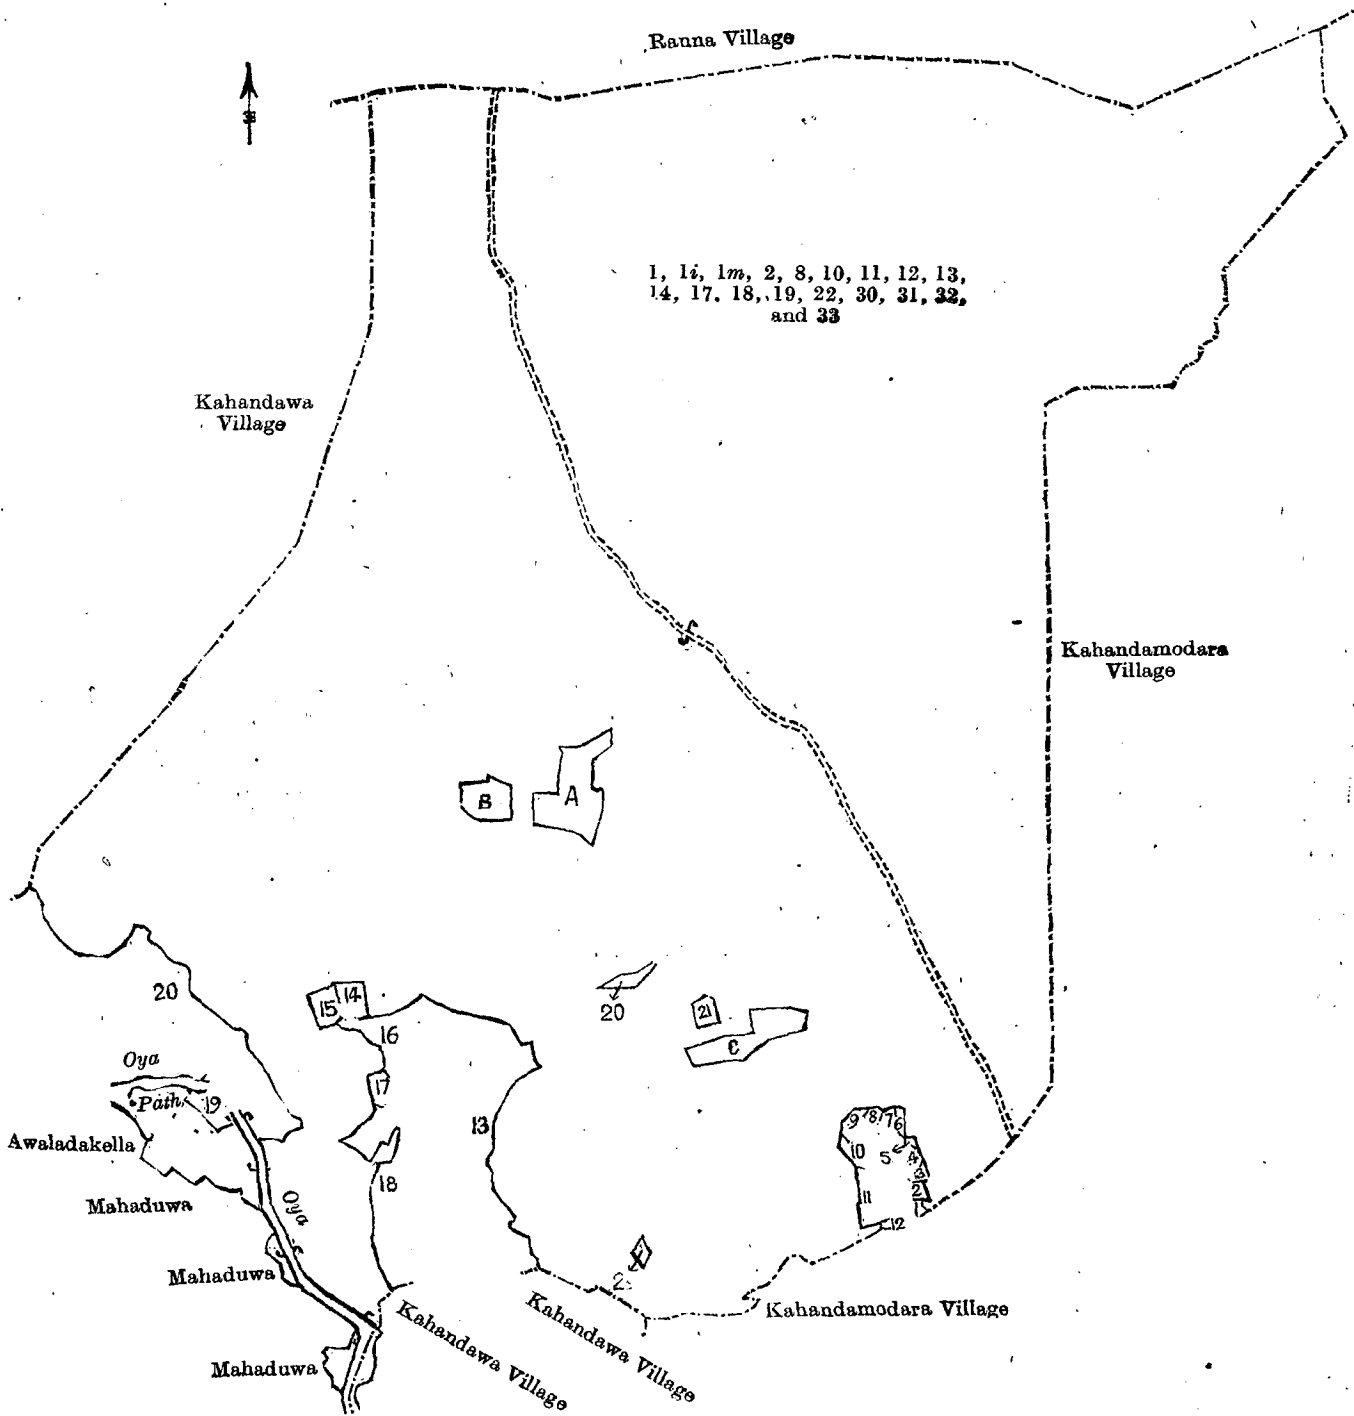 Ranna Village
1, 1i, 1m, 2, 8, 10, 11, 12, 13,
14, 17. 18, 19, 22, 30, 31, 32,
and 33
Kahandawa
Village
Kahandamodara
Village
B
A
20
15
14
16
20
21
C
Oya
Path
19
17
13
9
8
7
6
10
5
4
3
Awaladakella
18
2
11
12
Mahaduwa
Oya
Mahaduwa
Kahandawa Village
Kahandawa Village
Kahandamodara Village
Mahaduwa